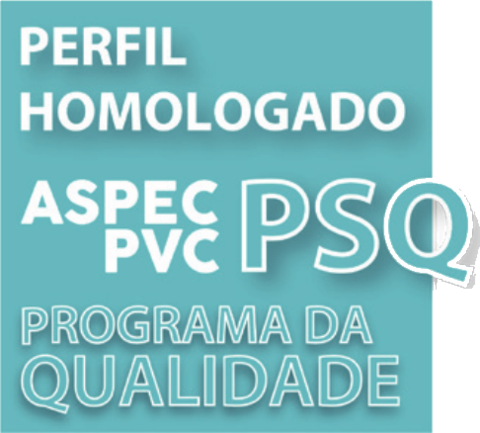 PERFIL
HOMOLOGADO
ASPEC
PVC PSQ
PROGRAMA DA
QUALIDADE